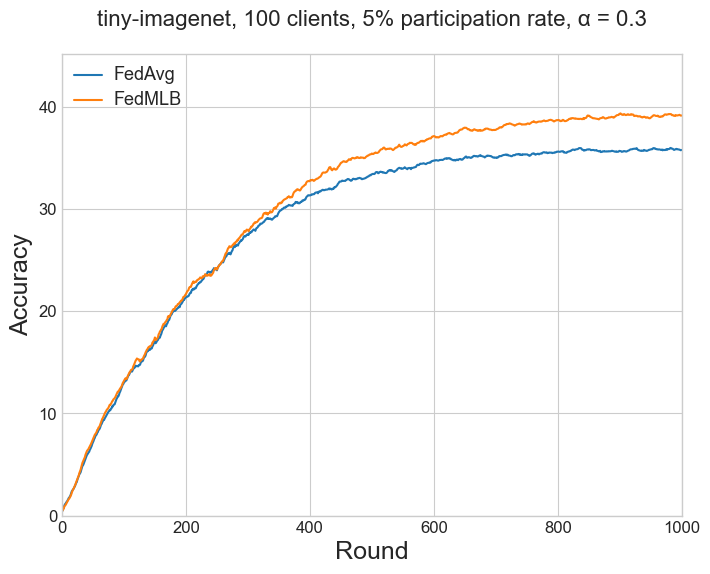 tiny-imagenet, 100 clients, 5% participation rate, α = 0.3
FedAvg
FedMLB
40
30
20
10
0
Accuracy
0 200 400 600 800 1000
Round